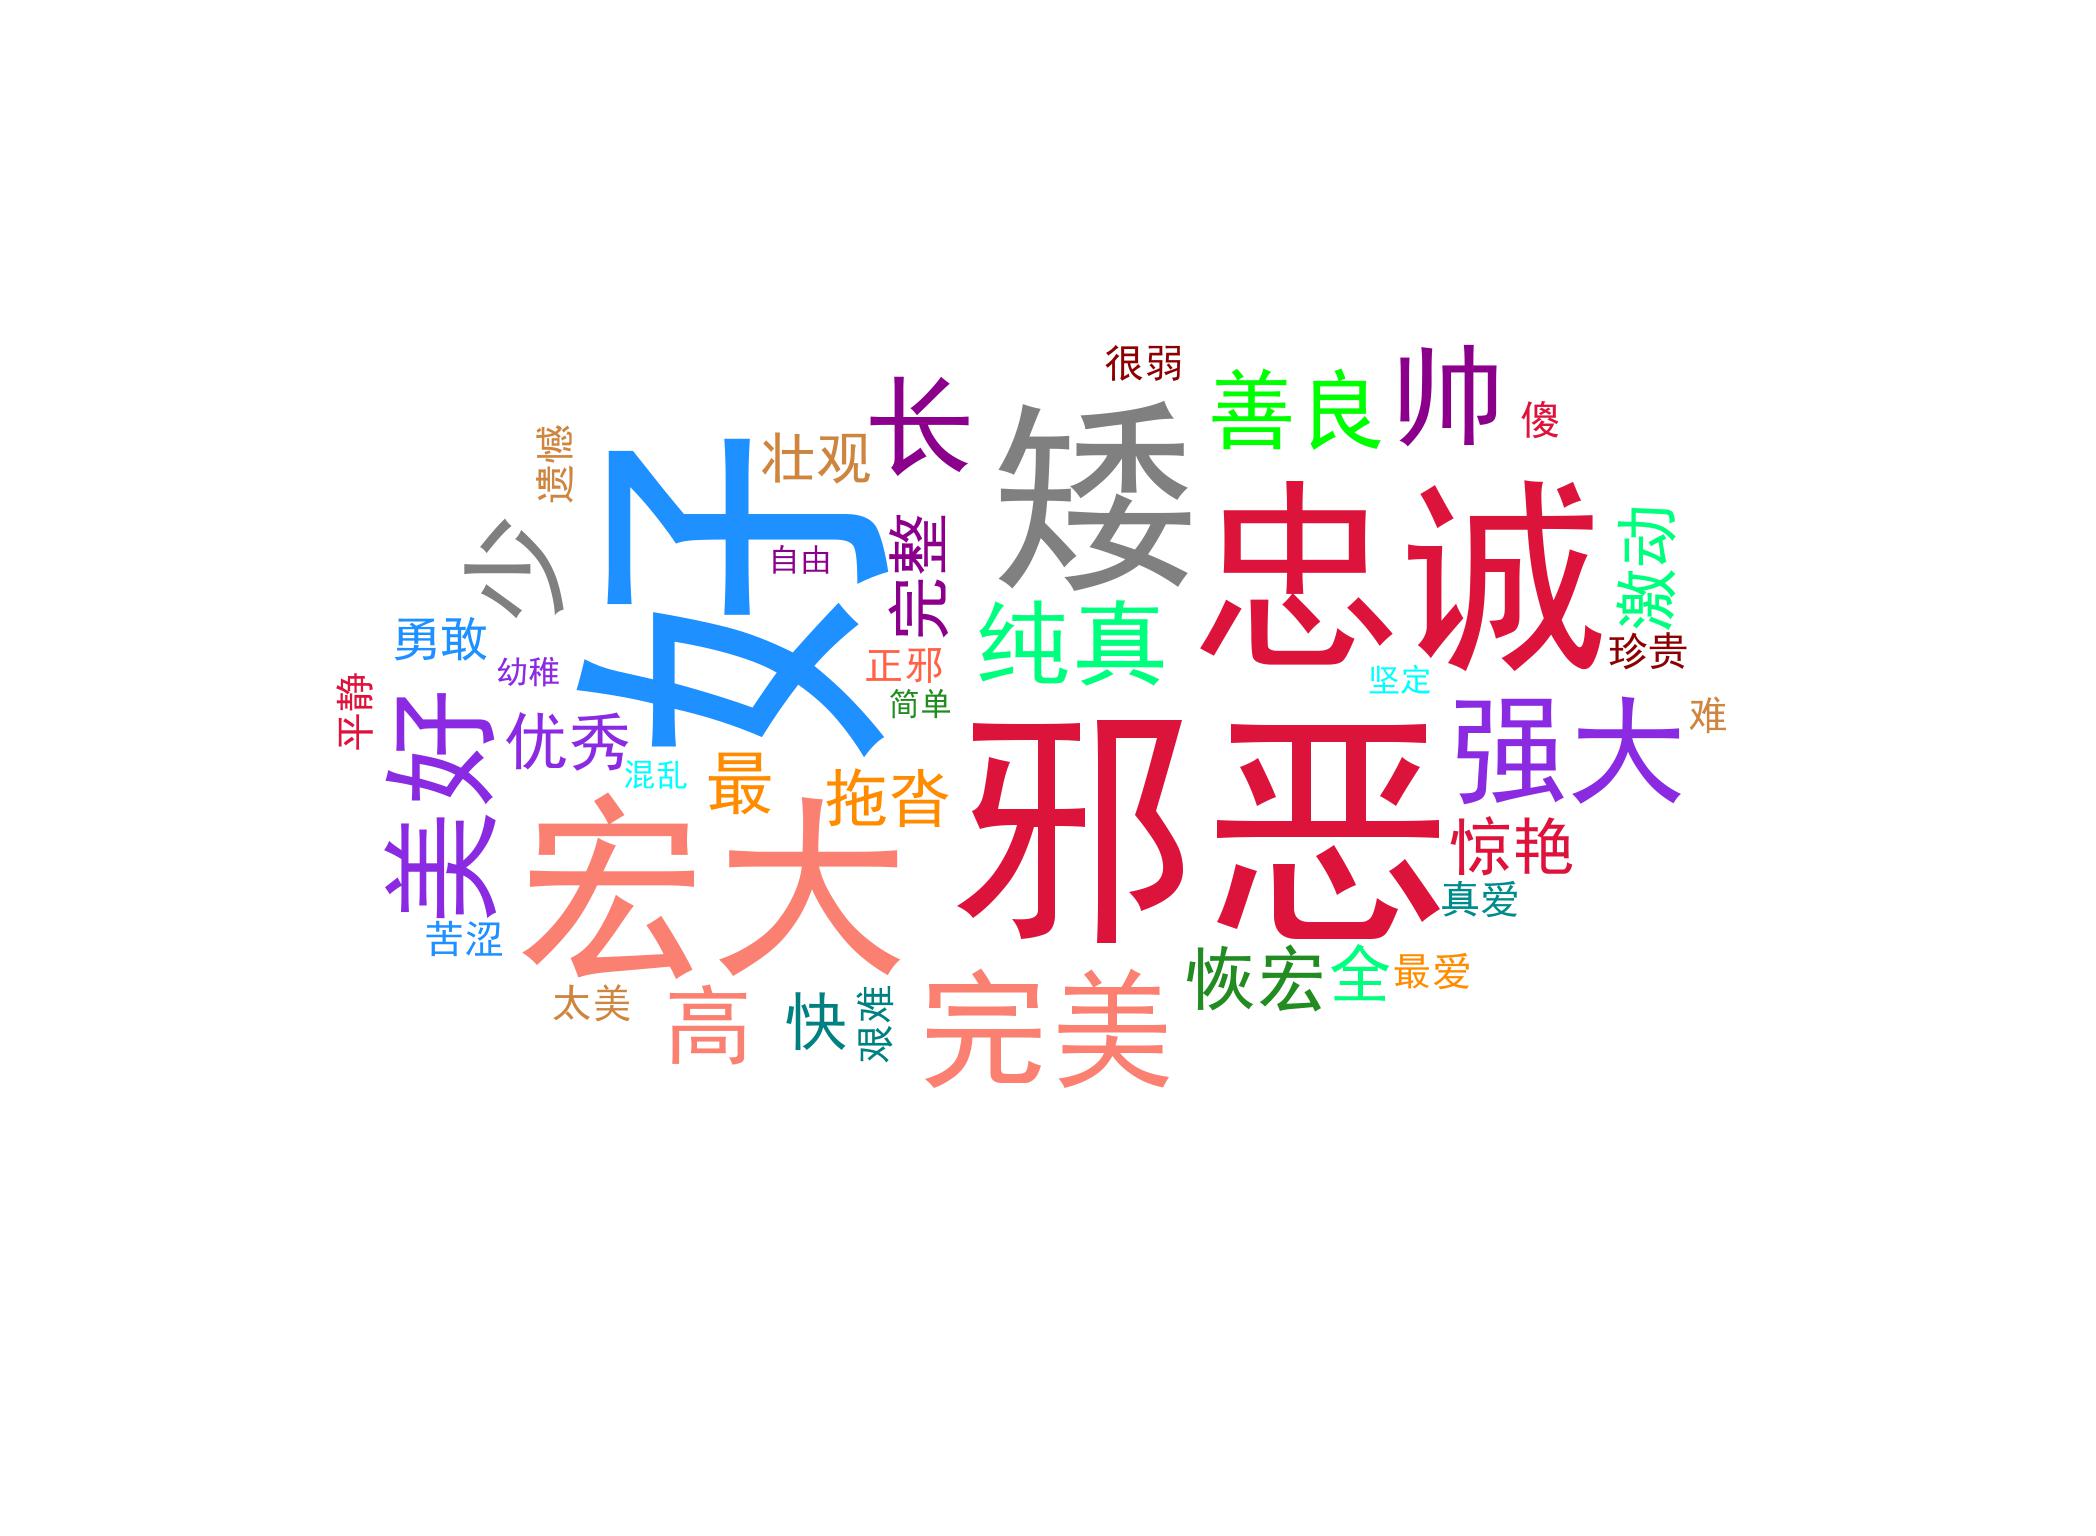 很弱
帅
善良
傻
长
矮
壮观
遗憾
好
忠诚
激动
少
自由
完整
纯真
勇敢
幼稚
正邪
珍贵
坚定
平静
简单
美好
优秀
强大
难
混乱
最
拖沓
邪恶
惊艳
宏大
真爱
苦涩
恢宏
全
最爱
太美
高
快
艰难
完美